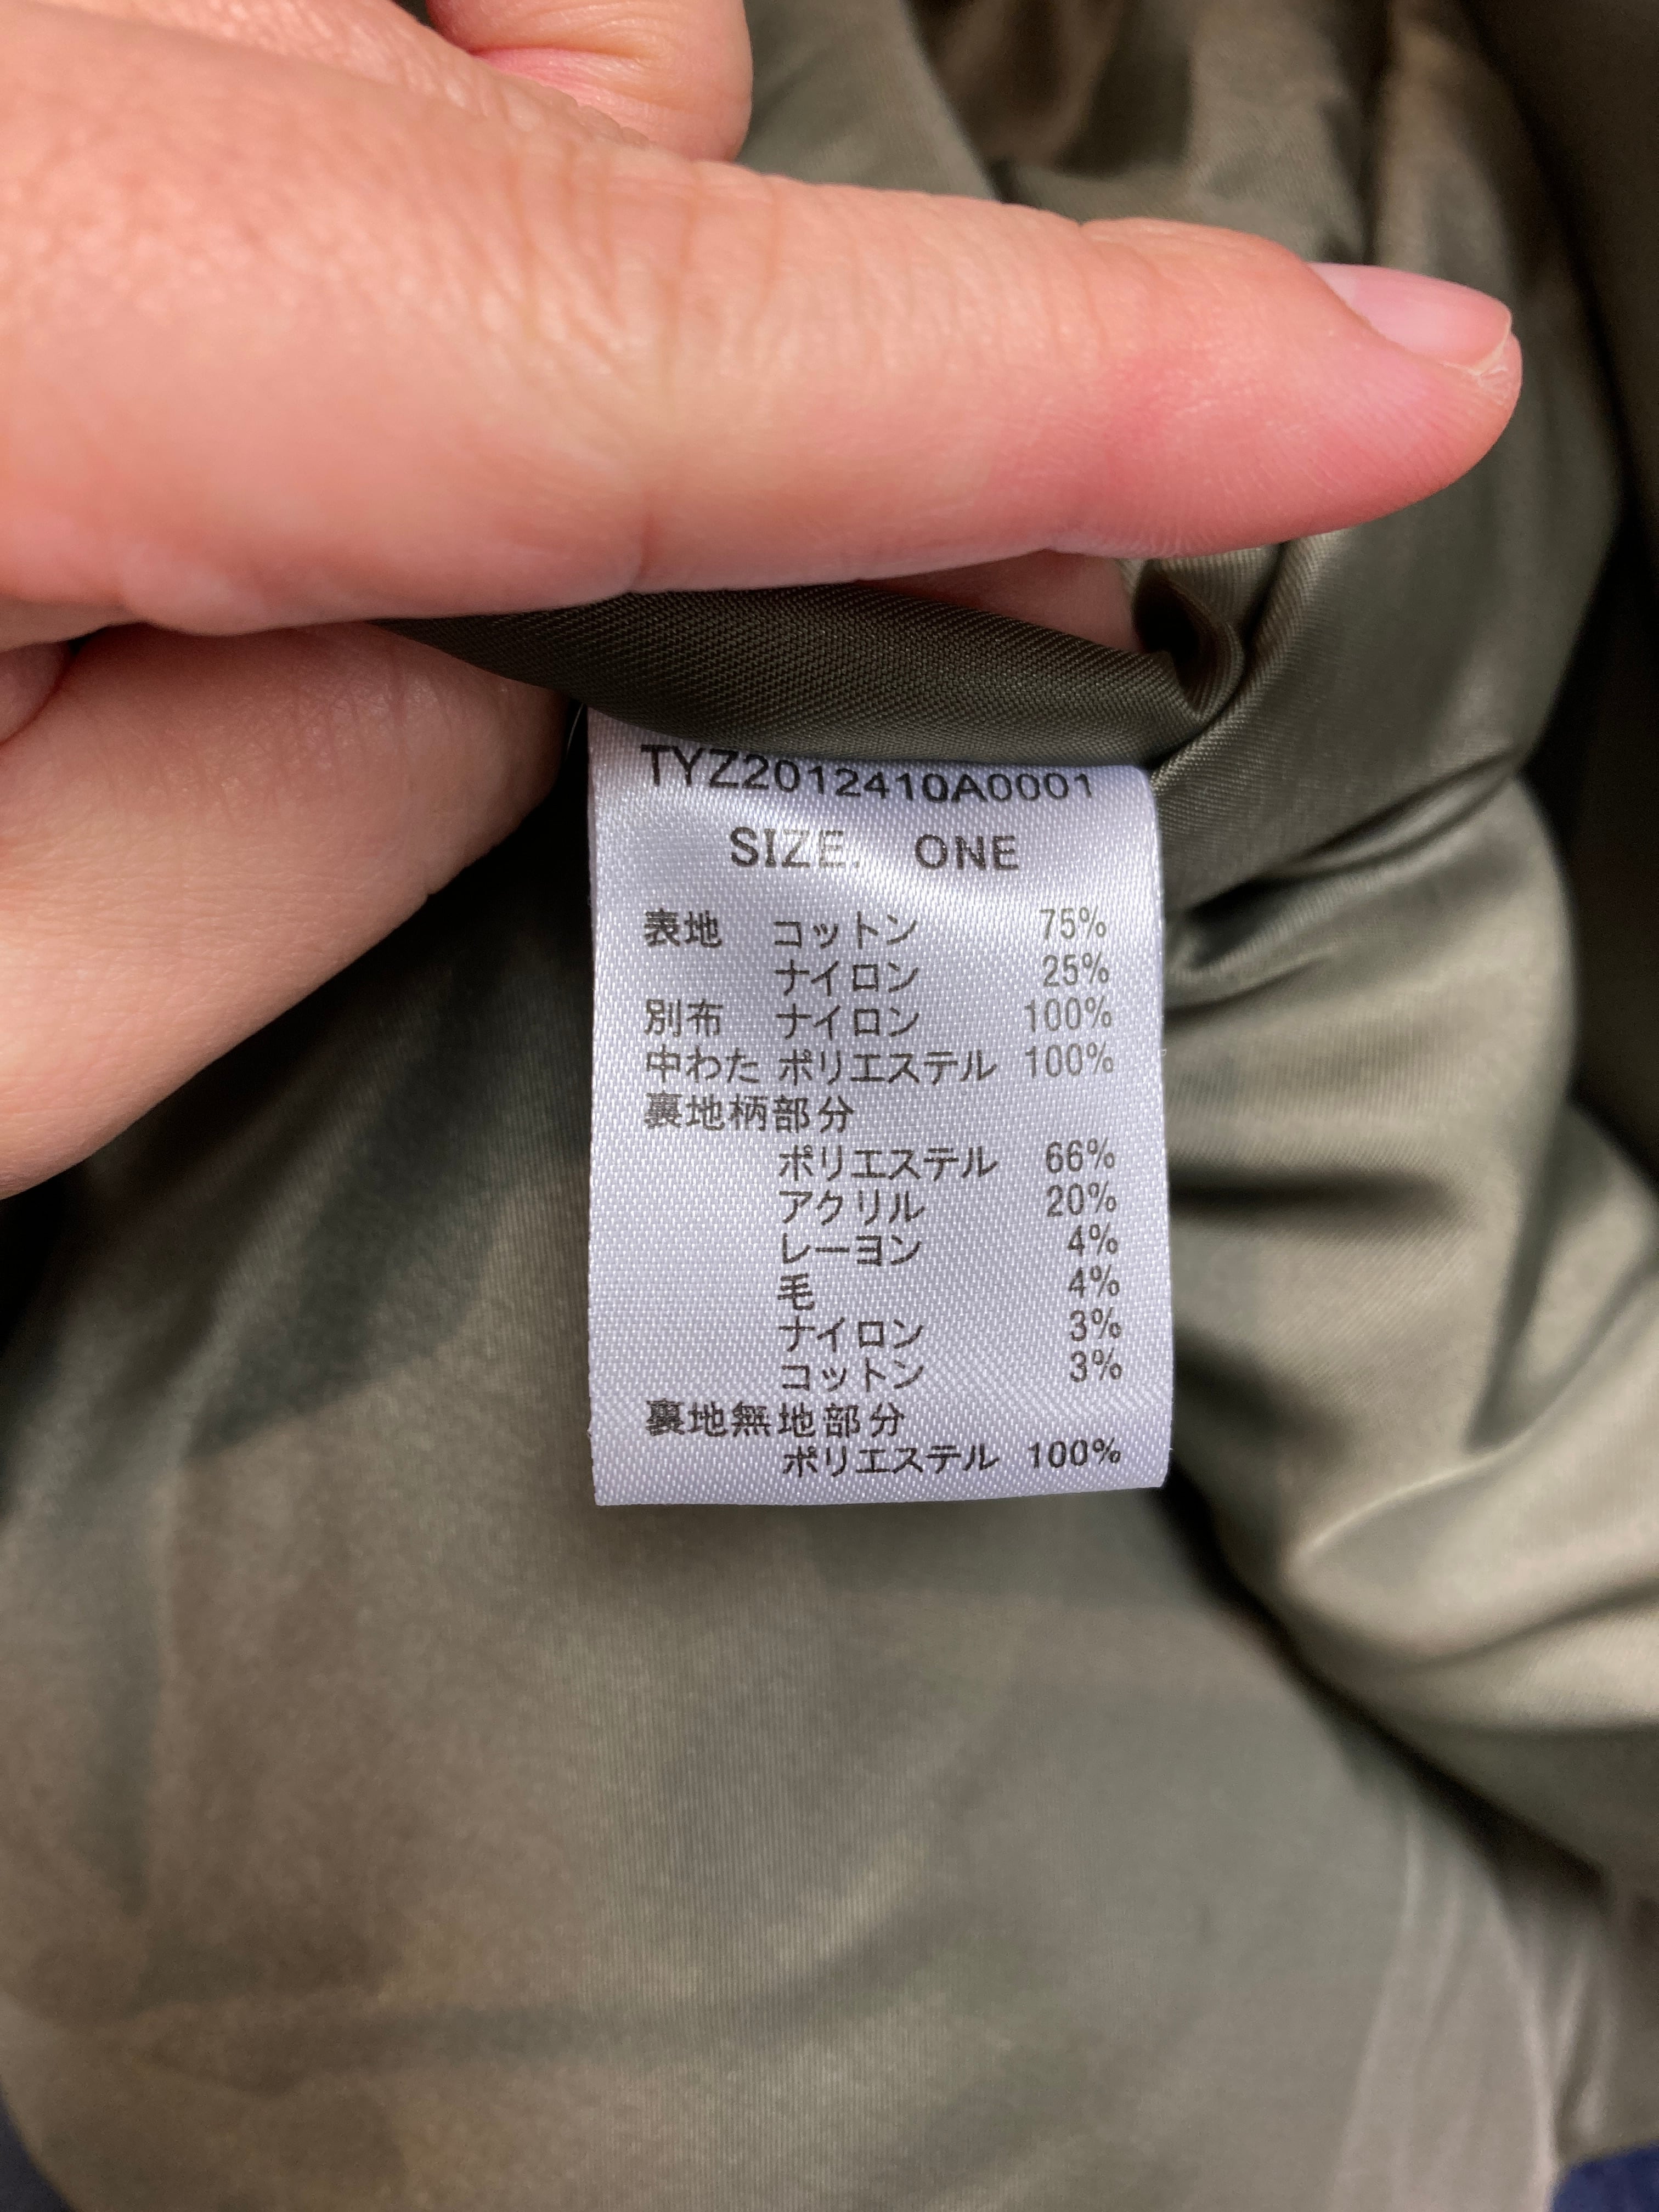 TYZ2012410A0001
SIZE. ONE
表地 コットン 75%
ナイロン 25%
別布 ナイロン 100%
中わた ポリエステル 100%
裏地柄部分
ポリエステル 66%
アクリル 20%
レーヨン 4%
毛 4%
ナイロン 3%
コットン 3%
裏地無地部分
ポリエステル 100%